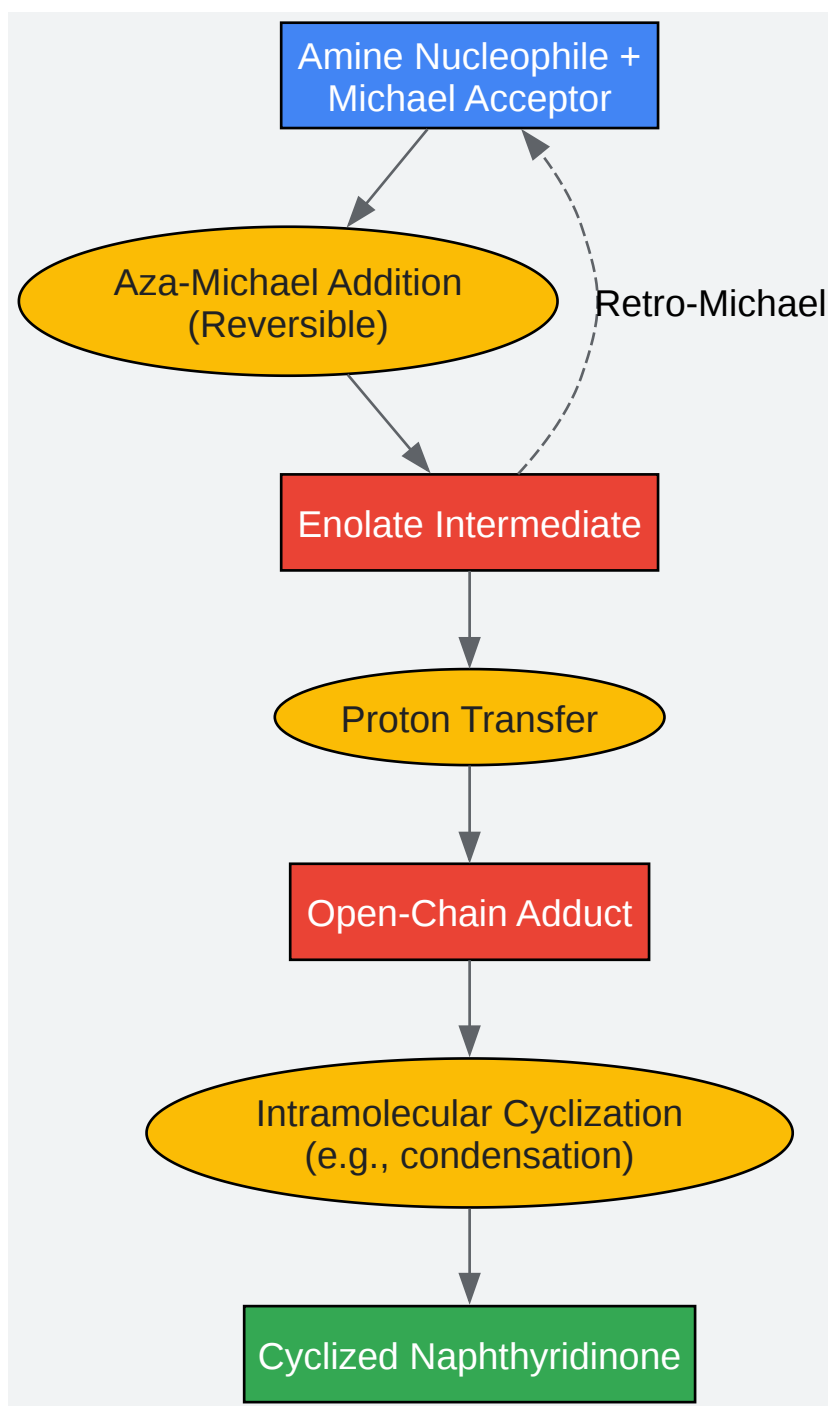 Amine Nucleophile +
Michael Acceptor
Aza-Michael Addition
(Reversible)
Retro-Michael
Enolate Intermediate
Proton Transfer
Open-Chain Adduct
Intramolecular Cyclization
(e.g., condensation)
Cyclized Naphthyridinone